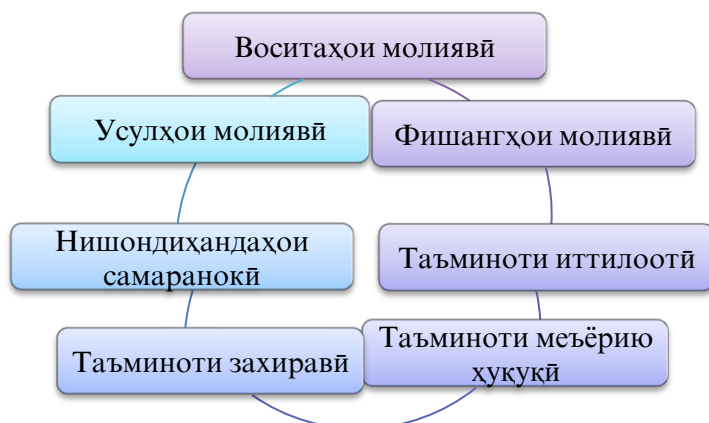 Воситаҳои молиявӣ
Усулҳои молиявӣ
Фишангҳои молиявӣ
Нишондиҳандаҳои
самаранокӣ
Таъминоти иттилоотӣ
Таъминоти захиравӣ
Таъминоти меъёрию
ҳуқуқӣ